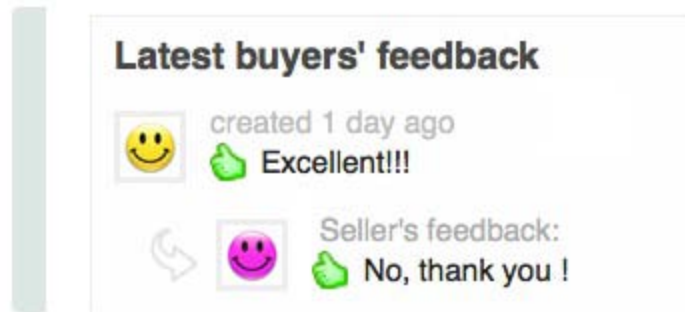 Latest buyers' feedback
created 1 day ago
Excellent!!!
Seller's feedback:
No, thank you !